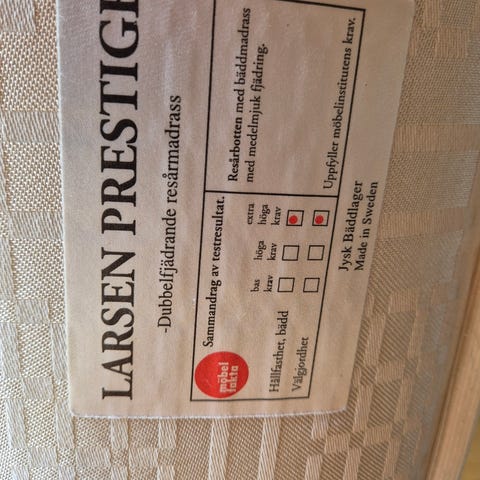 LARSEN PRESTIGE
-Dubbelfjädrande resårmadrass
möbel
fakta
Sammandrag av testresultat.
bas
krav
höga
krav
extra
höga
krav
Hållfasthet, bädd
Välgjordhet
Resårbotten med bäddmadrass
med medelmjuk fjädring.
Uppfyller möbelinstitutens krav.
Jysk Bäddlager
Made in Sweden